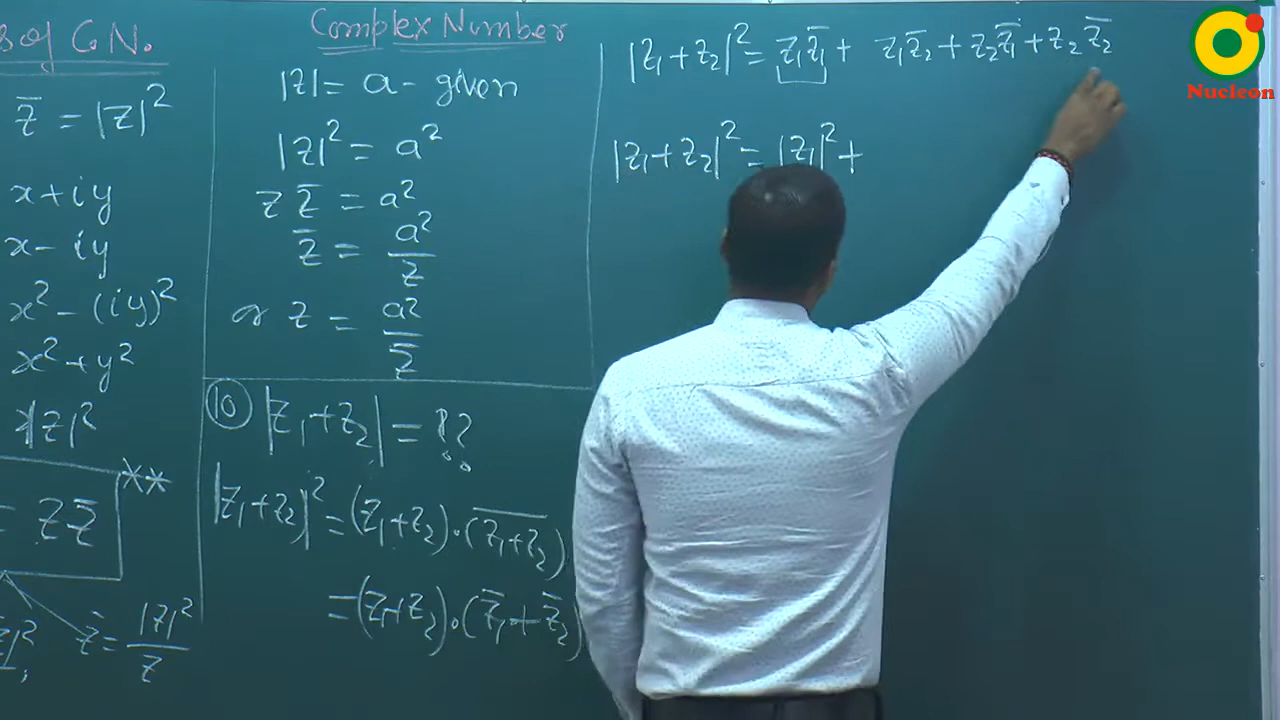 s of C.N.
z̅ = |z|²
x + iy
x - iy
x² - (iy)²
x² + y²
|z|²
= z z̅
**
z̅ = |z|²/z
Complex Number
|z| = a - given
|z|² = a²
z z̅ = a²
z̅ = a²/z
or z = a²/z̅
(10) |z₁ + z₂| = !?
|z₁ + z₂|² = (z₁ + z₂) . (z₁ + z₂)̅
= (z₁ + z₂) . (z̅₁ + z̅₂)
|z₁ + z₂|² = z₁z̅₁ + z₁z̅₂ + z₂z̅₁ + z₂z̅₂
|z₁ + z₂|² = |z₁|² +
Nucleon